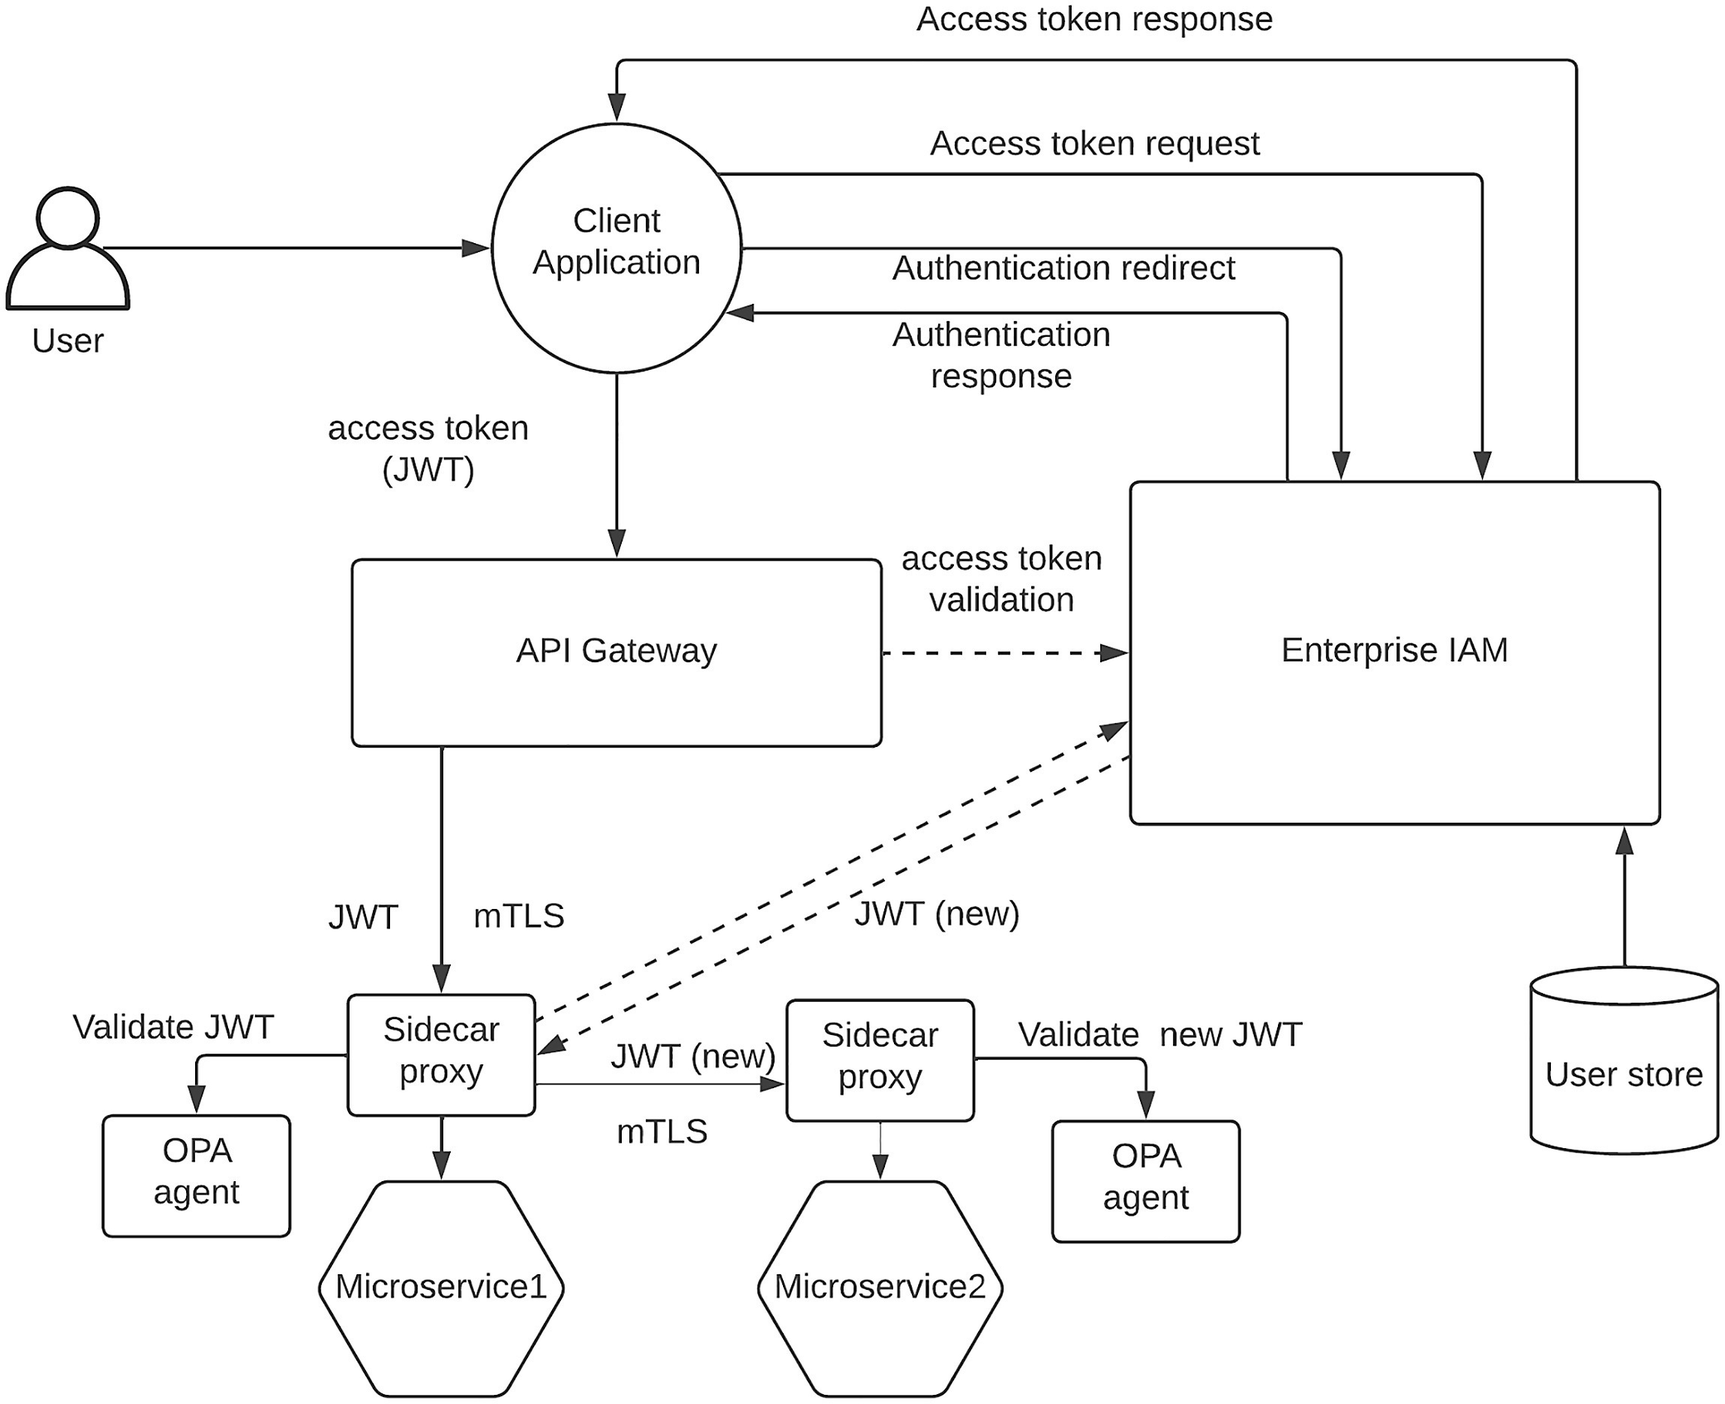 Access token response
Access token request
Client
Application
Authentication redirect
User
Authentication
response
access token
(JWT)
access token
validation
API Gateway
Enterprise IAM
JWT
mTLS
JWT (new)
Validate JWT
Sidecar
proxy
JWT (new)
mTLS
Sidecar
proxy
Validate new JWT
User store
OPA
agent
OPA
agent
Microservice1
Microservice2